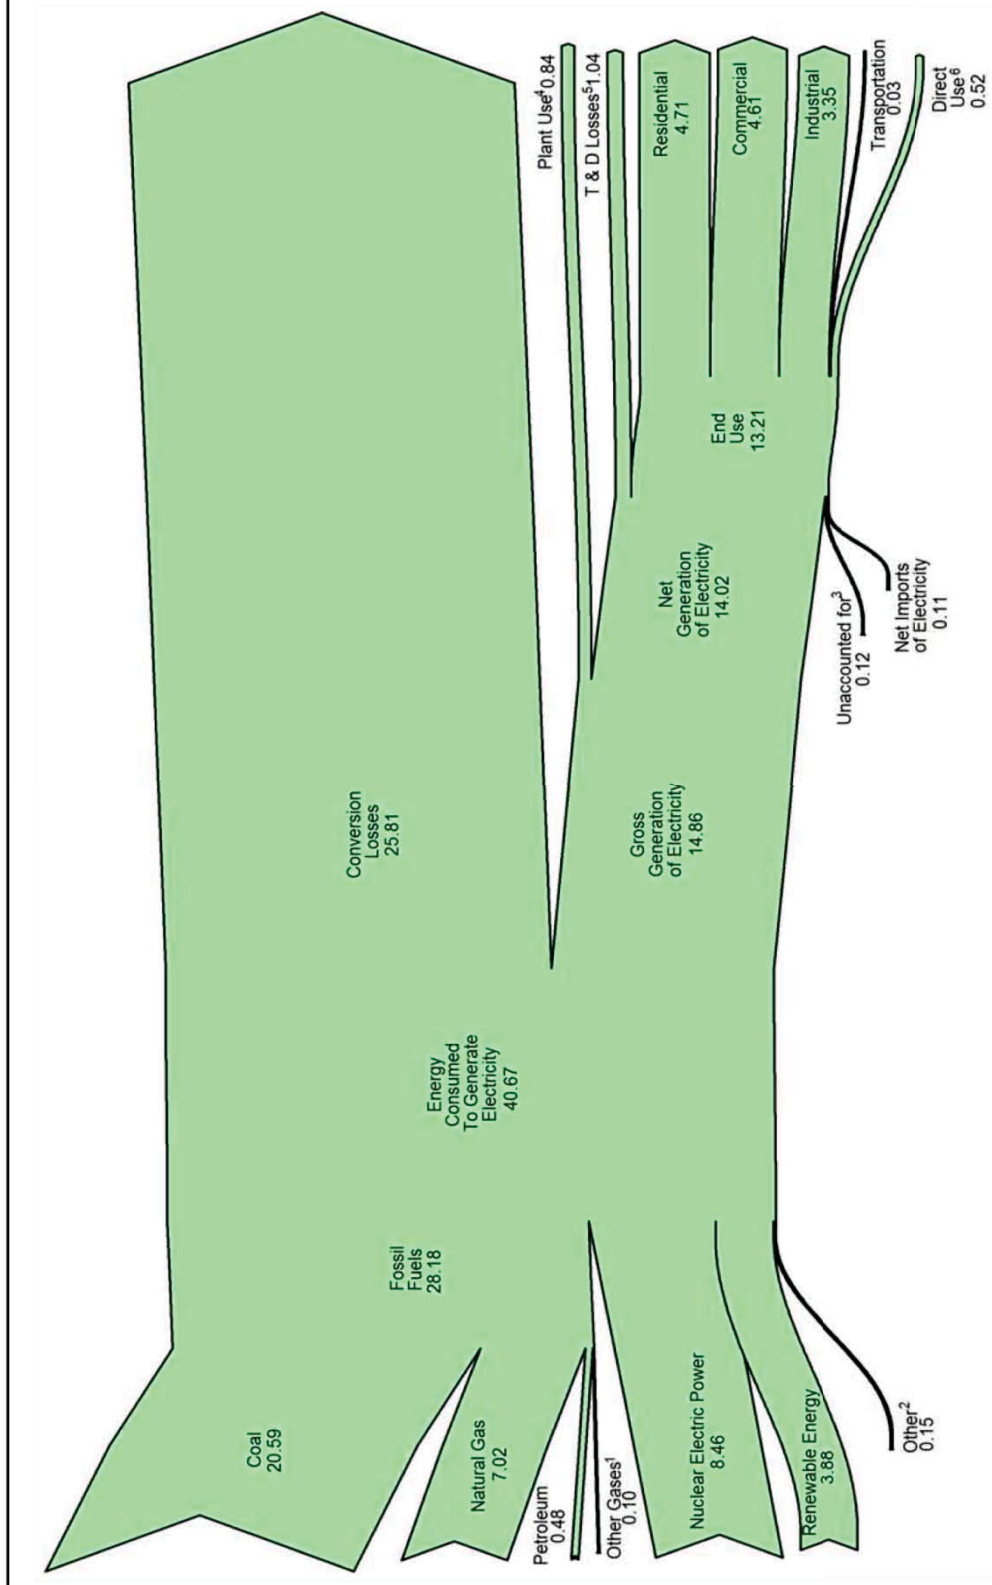 Coal
20.59
Natural Gas
7.02
Petroleum
0.48
Other Gases¹
0.10
Nuclear Electric Power
8.46
Renewable Energy
3.88
Other²
0.15
Fossil
Fuels
28.18
Energy
Consumed
To Generate
Electricity
40.67
Conversion
Losses
25.81
Gross
Generation
of Electricity
14.86
Net
Generation
of Electricity
14.02
Unaccounted for³
0.12
Net Imports
of Electricity
0.11
End
Use
13.21
Plant Use⁴ 0.84
T & D Losses⁵ 1.04
Residential
4.71
Commercial
4.61
Industrial
3.35
Transportation
0.03
Direct
Use⁶
0.52